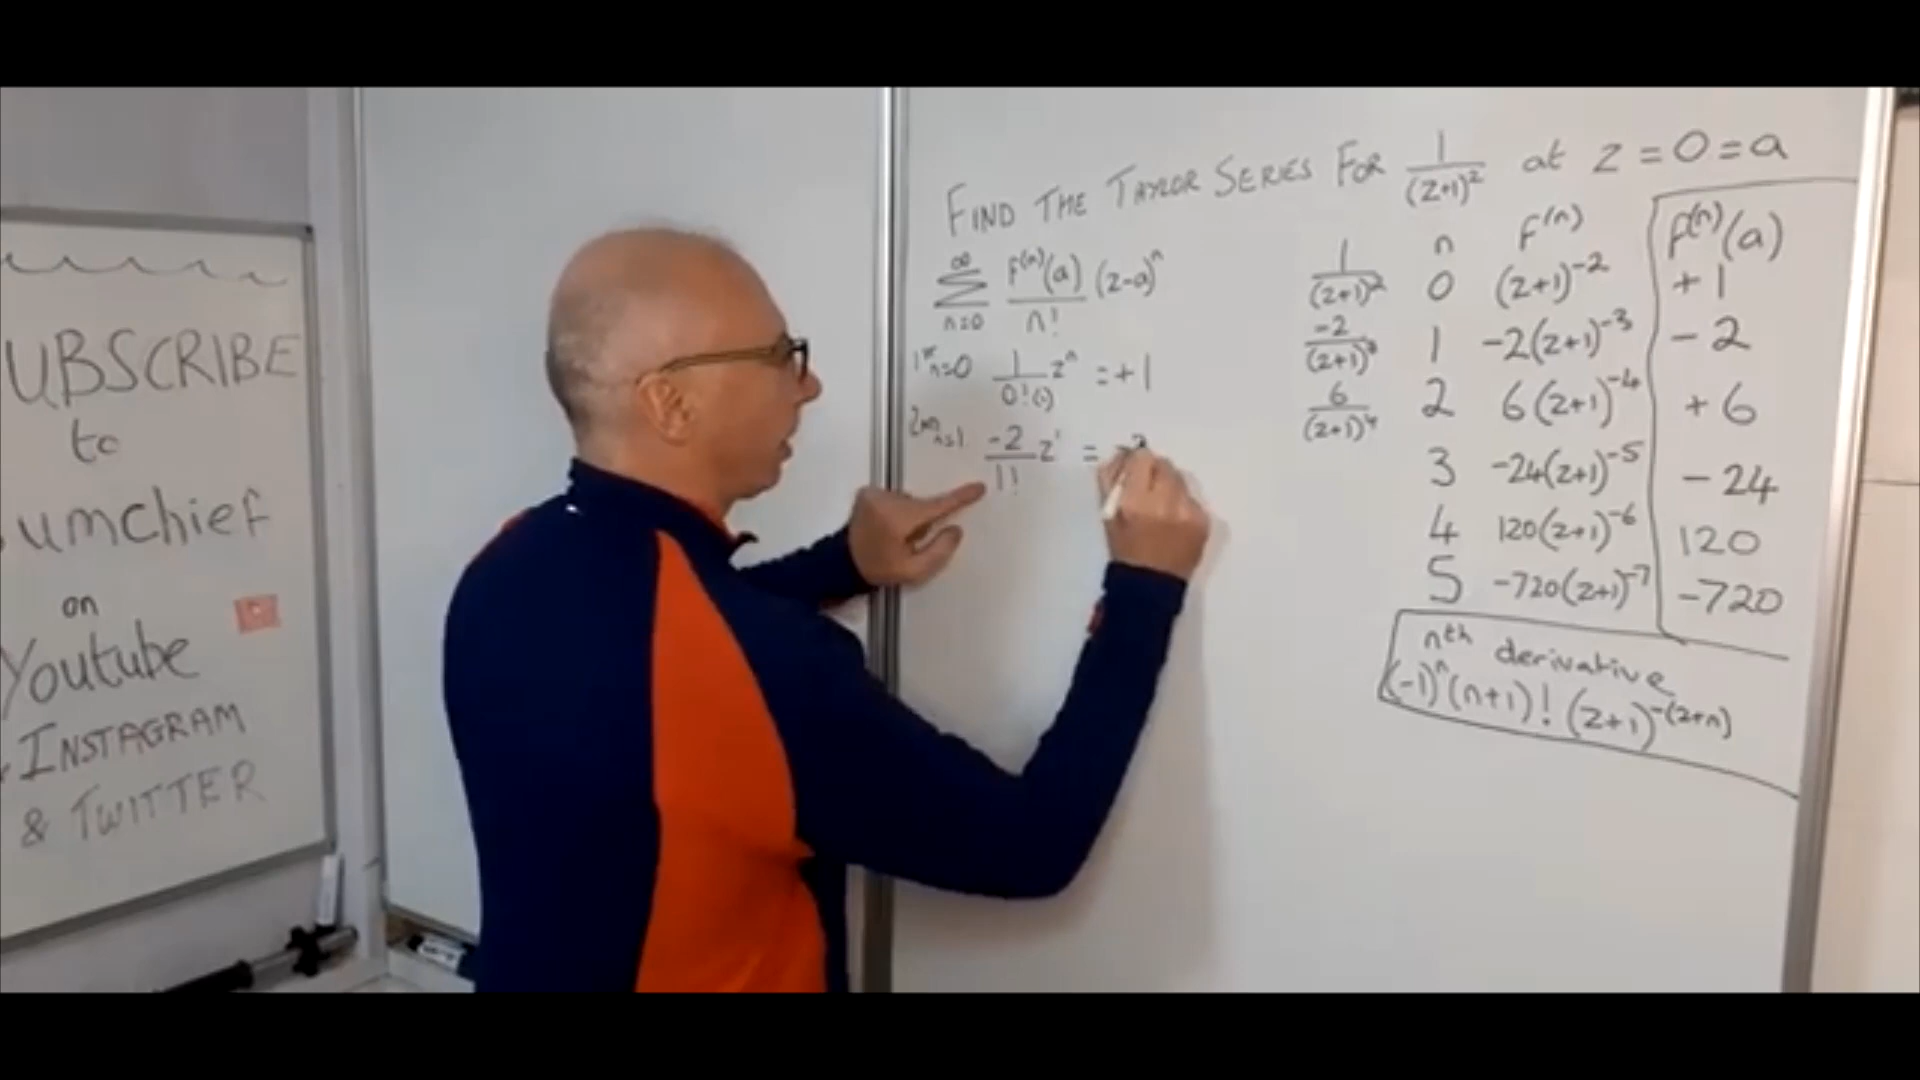 UBSCRIBE
to
umchief
on
Youtube
INSTAGRAM
& TWITTER
FIND THE TAYLOR SERIES FOR 1/(z+1)² at z = 0 = a
∞ Σ n=0 f⁽ⁿ⁾(a)/n! (z-a)ⁿ
1ST n=0 1/0!(1) zⁿ = +1
2ND n=1 -2/1! z¹ = -2
n f⁽ⁿ⁾ f⁽ⁿ⁾(a)
1/(z+1)² 0 (z+1)⁻² +1
-2/(z+1)³ 1 -2(z+1)⁻³ -2
6/(z+1)⁴ 2 6(z+1)⁻⁴ +6
3 -24(z+1)⁻⁵ -24
4 120(z+1)⁻⁶ 120
5 -720(z+1)⁻⁷ -720
nth derivative
(-1)ⁿ(n+1)! (z+1)^-(2+n)